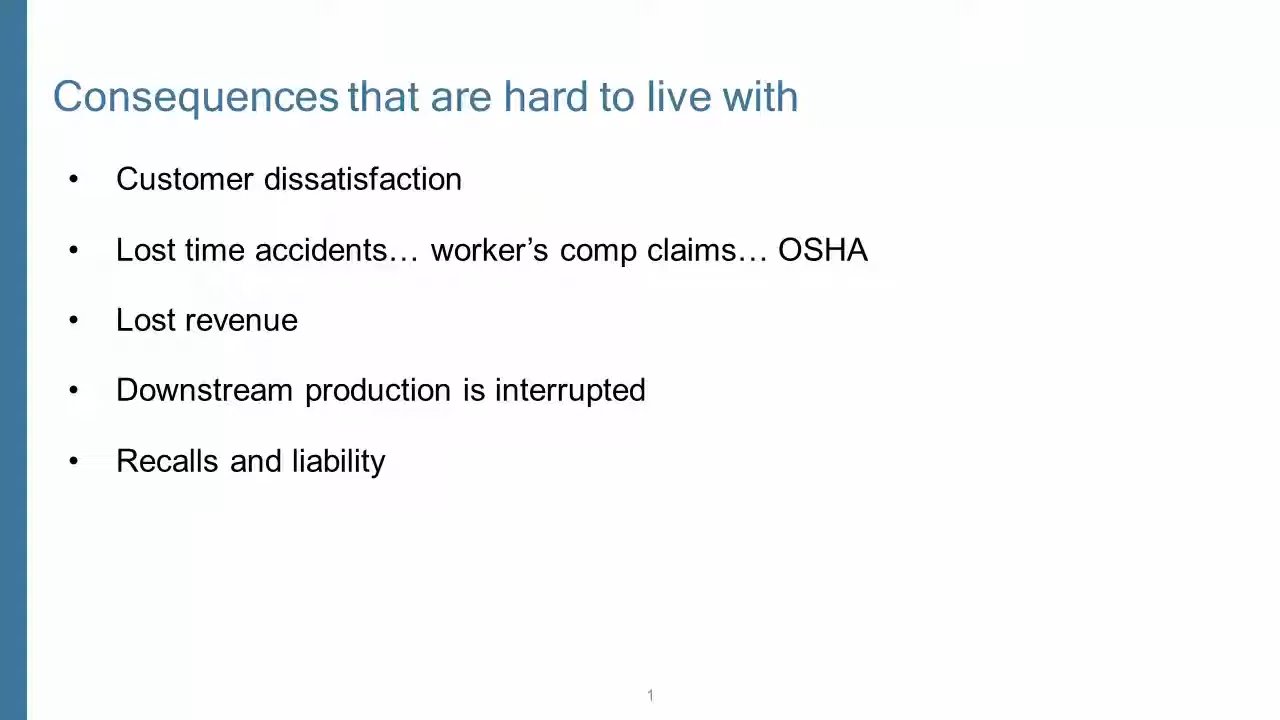 Consequences that are hard to live with
• Customer dissatisfaction
• Lost time accidents… worker’s comp claims… OSHA
• Lost revenue
• Downstream production is interrupted
• Recalls and liability
1